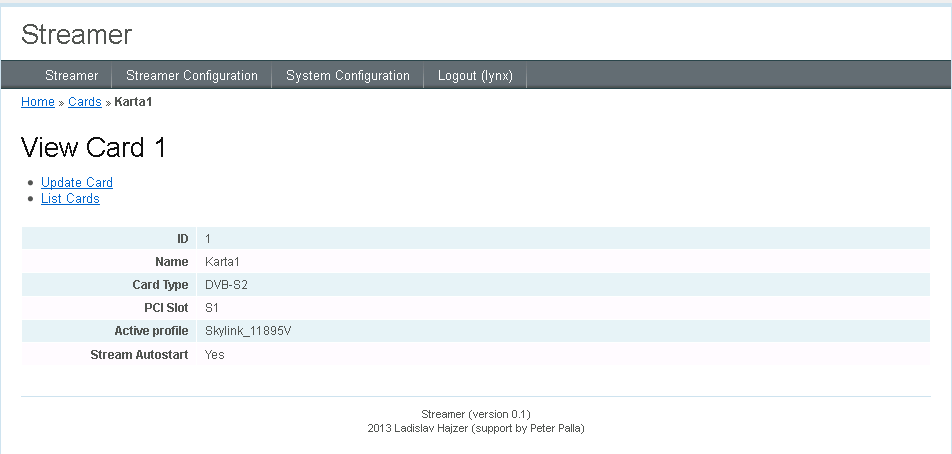 Streamer
Streamer Streamer Configuration System Configuration Logout (lynx)
Home » Cards » Karta1
View Card 1
Update Card
List Cards
ID 1
Name Karta1
Card Type DVB-S2
PCI Slot S1
Active profile Skylink_11895V
Stream Autostart Yes
Streamer (version 0.1)
2013 Ladislav Hajzer (support by Peter Palla)